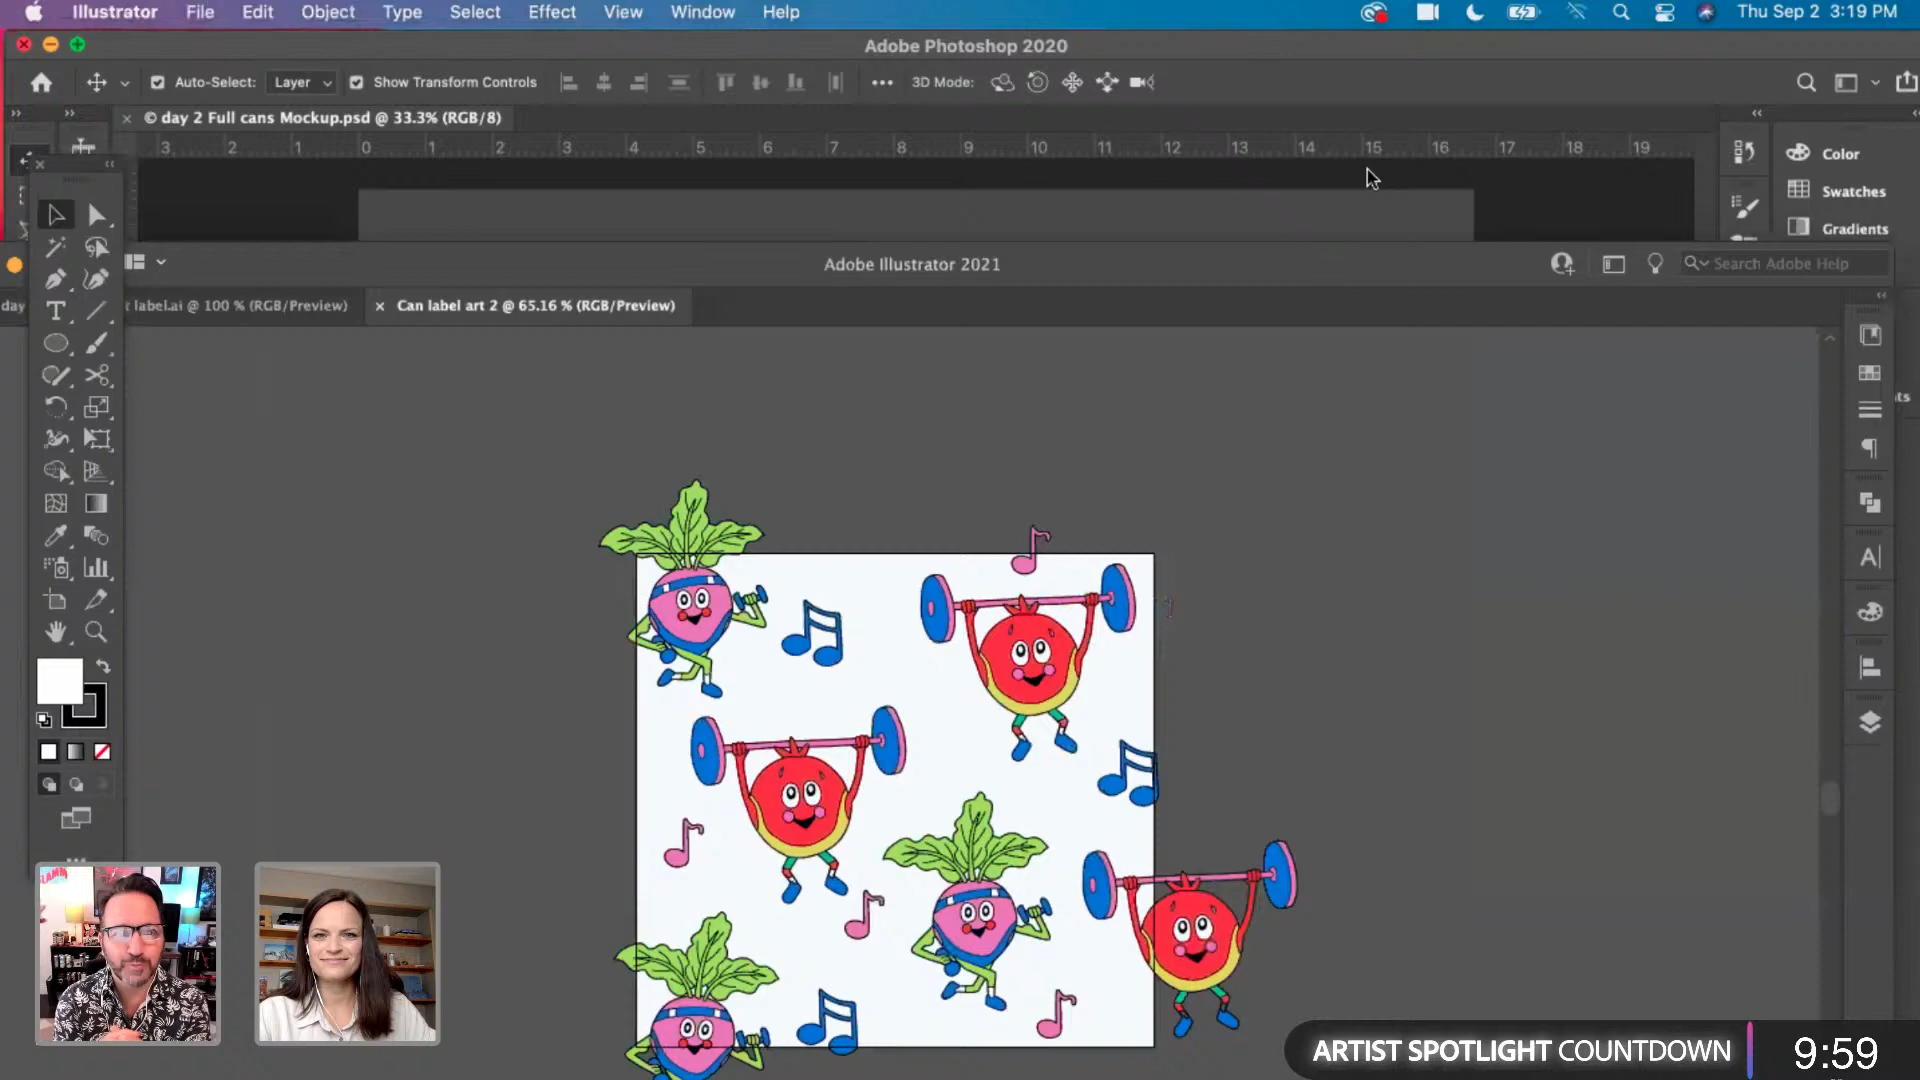 Illustrator File Edit Object Type Select Effect View Window Help Thu Sep 2 3:19 PM
Adobe Photoshop 2020
Auto-Select: Layer Show Transform Controls 3D Mode:
© day 2 Full cans Mockup.psd @ 33.3% (RGB/8)
3 2 1 0 1 2 3 4 5 6 7 8 9 10 11 12 13 14 15 16 17 18 19
Color
Swatches
Gradients
Adobe Illustrator 2021
Search Adobe Help
day
label.ai @ 100 % (RGB/Preview)
Can label art 2 @ 65.16 % (RGB/Preview)
ts
ARTIST SPOTLIGHT COUNTDOWN 9:59